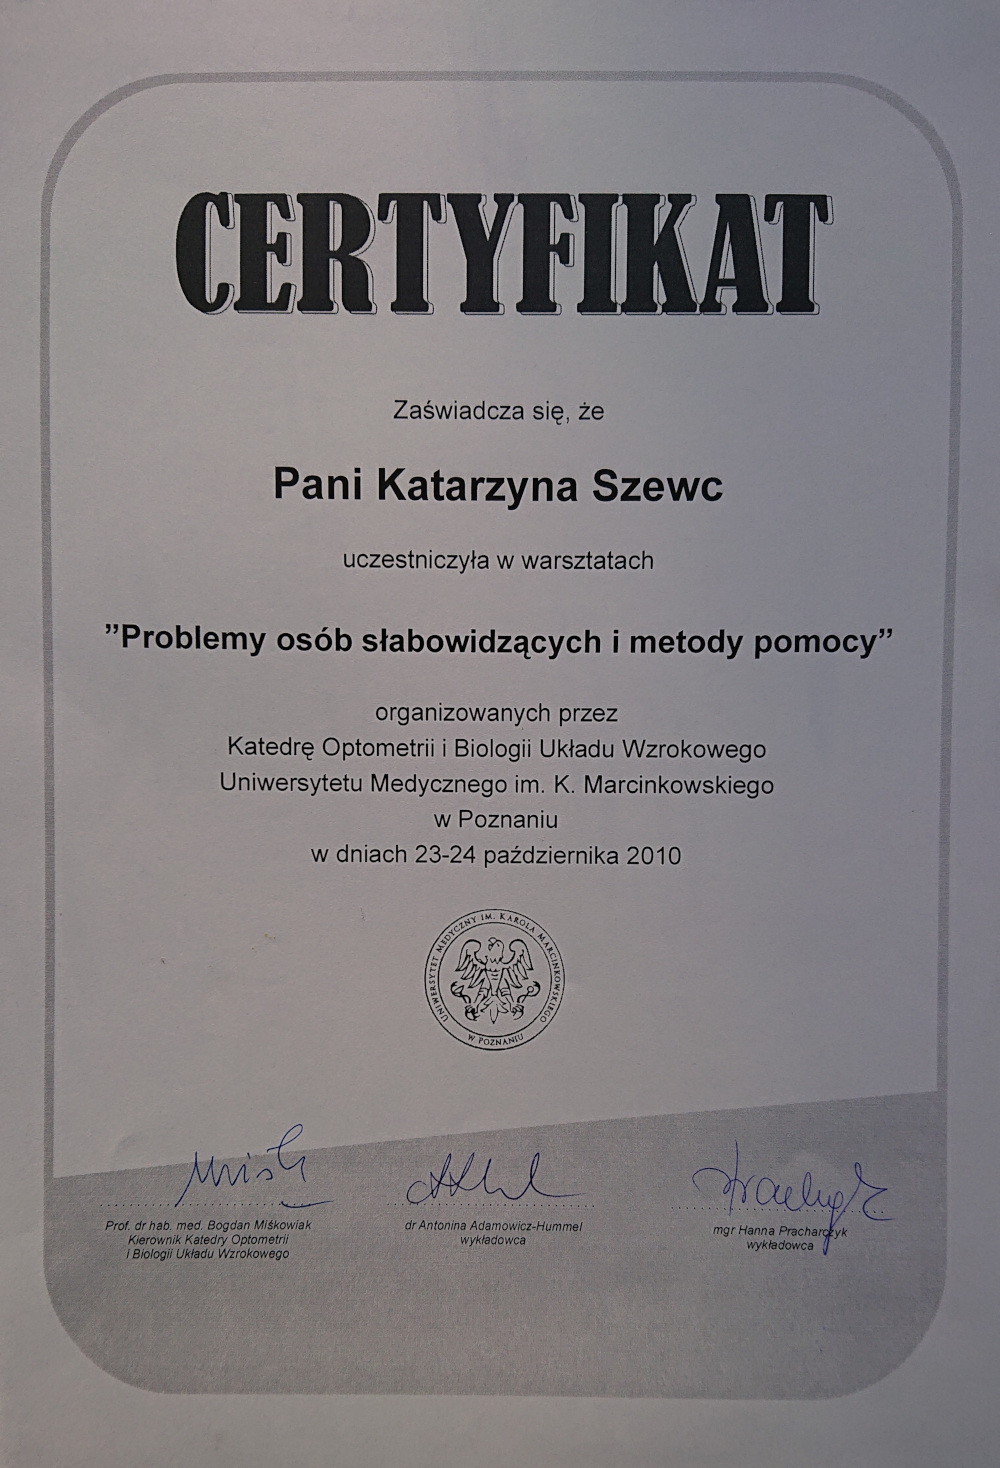 CERTYFIKAT
Zaświadcza się, że
Pani Katarzyna Szewc
uczestniczyła w warsztatach
”Problemy osób słabowidzących i metody pomocy”
organizowanych przez
Katedrę Optometrii i Biologii Układu Wzrokowego
Uniwersytetu Medycznego im. K. Marcinkowskiego
w Poznaniu
w dniach 23-24 października 2010
UNIWERSYTET MEDYCZNY IM. KAROLA MARCINKOWSKIEGO
W POZNANIU
Prof. dr hab. med. Bogdan Miśkowiak
Kierownik Katedry Optometrii
i Biologii Układu Wzrokowego
dr Antonina Adamowicz-Hummel
wykładowca
mgr Hanna Pracharczyk
wykładowca